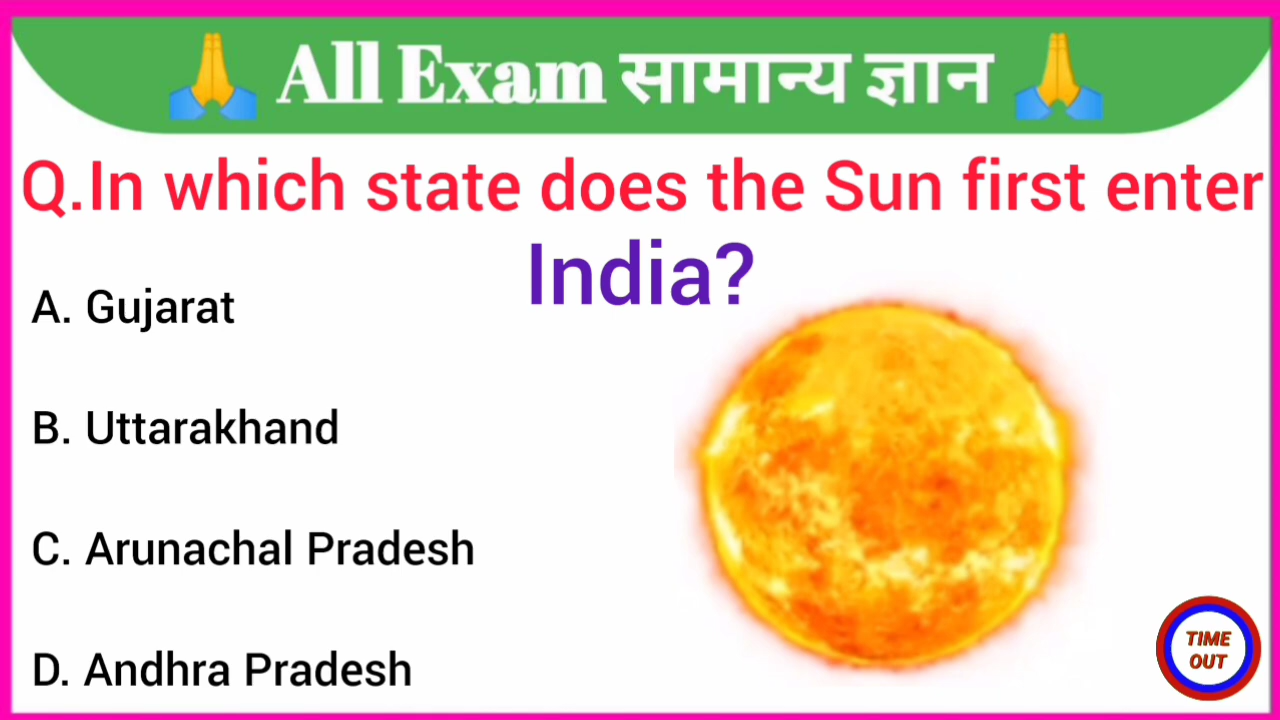 🙏 All Exam सामान्य ज्ञान 🙏
Q.In which state does the Sun first enter
India?
A. Gujarat
B. Uttarakhand
C. Arunachal Pradesh
D. Andhra Pradesh
TIME
OUT